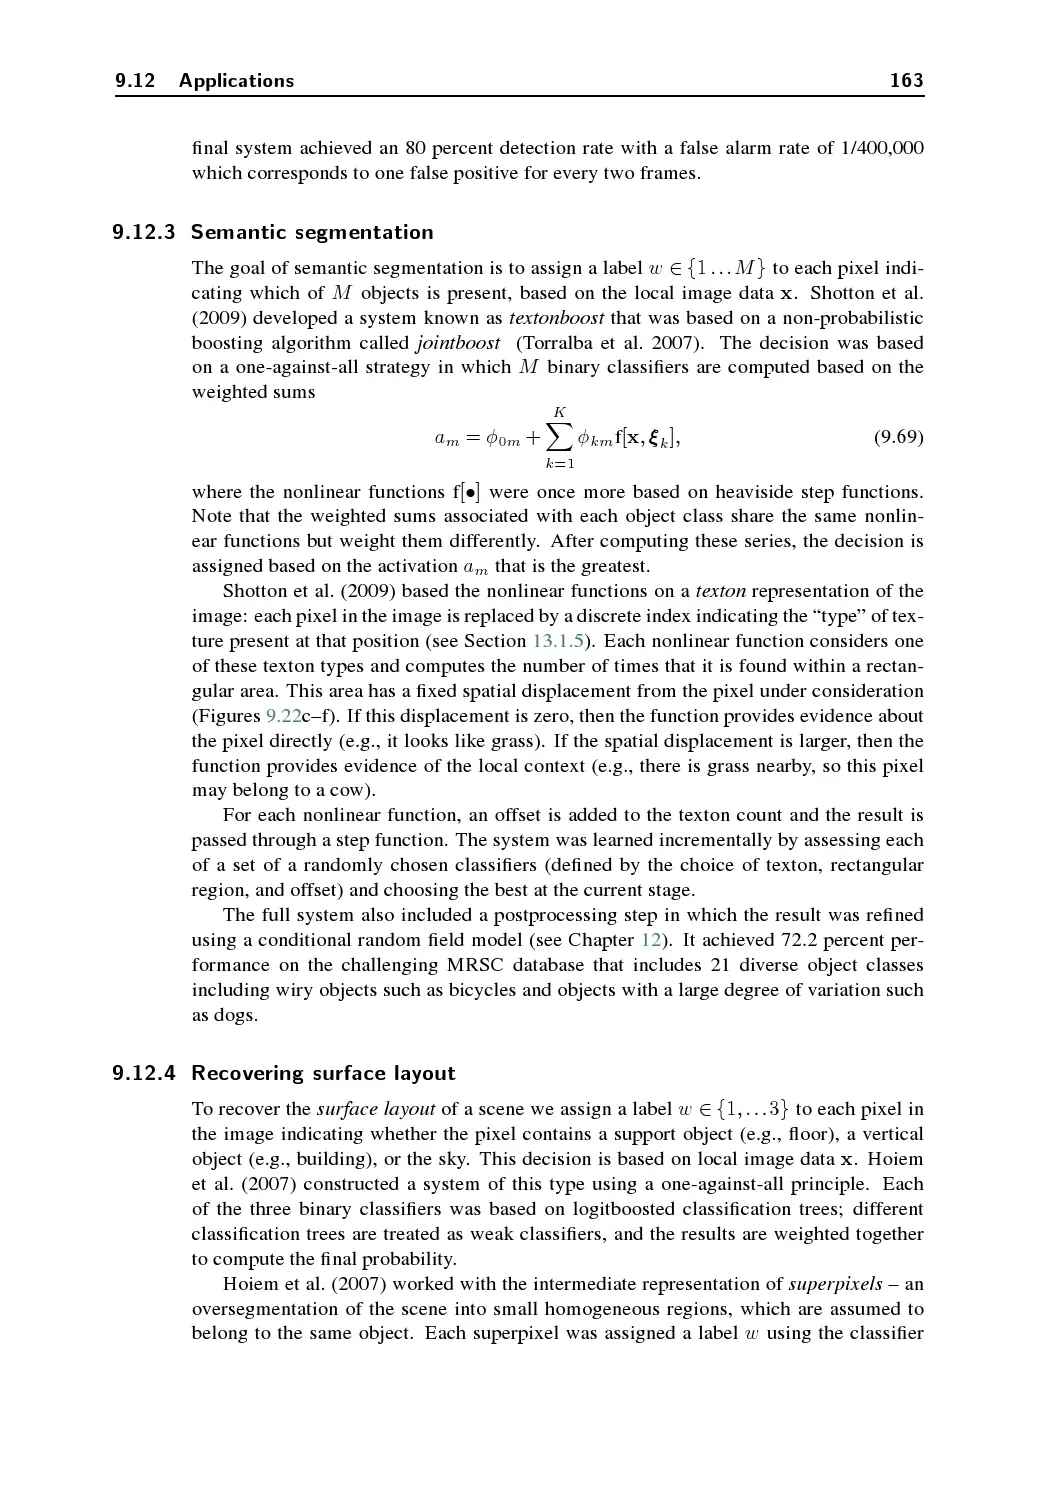 9.12 Applications 163
final system achieved an 80 percent detection rate with a false alarm rate of 1/400,000
which corresponds to one false positive for every two frames.
9.12.3 Semantic segmentation
The goal of semantic segmentation is to assign a label w ∈ {1 . . . M} to each pixel indi-
cating which of M objects is present, based on the local image data x. Shotton et al.
(2009) developed a system known as textonboost that was based on a non-probabilistic
boosting algorithm called jointboost (Torralba et al. 2007). The decision was based
on a one-against-all strategy in which M binary classifiers are computed based on the
weighted sums
a_m = ϕ_{0m} + ∑_{k=1}^{K} ϕ_{km} f[x, ξ_k], (9.69)
where the nonlinear functions f[•] were once more based on heaviside step functions.
Note that the weighted sums associated with each object class share the same nonlin-
ear functions but weight them differently. After computing these series, the decision is
assigned based on the activation a_m that is the greatest.
Shotton et al. (2009) based the nonlinear functions on a texton representation of the
image: each pixel in the image is replaced by a discrete index indicating the “type” of tex-
ture present at that position (see Section 13.1.5). Each nonlinear function considers one
of these texton types and computes the number of times that it is found within a rectan-
gular area. This area has a fixed spatial displacement from the pixel under consideration
(Figures 9.22c–f). If this displacement is zero, then the function provides evidence about
the pixel directly (e.g., it looks like grass). If the spatial displacement is larger, then the
function provides evidence of the local context (e.g., there is grass nearby, so this pixel
may belong to a cow).
For each nonlinear function, an offset is added to the texton count and the result is
passed through a step function. The system was learned incrementally by assessing each
of a set of a randomly chosen classifiers (defined by the choice of texton, rectangular
region, and offset) and choosing the best at the current stage.
The full system also included a postprocessing step in which the result was refined
using a conditional random field model (see Chapter 12). It achieved 72.2 percent per-
formance on the challenging MRSC database that includes 21 diverse object classes
including wiry objects such as bicycles and objects with a large degree of variation such
as dogs.
9.12.4 Recovering surface layout
To recover the surface layout of a scene we assign a label w ∈ {1, . . . 3} to each pixel in
the image indicating whether the pixel contains a support object (e.g., floor), a vertical
object (e.g., building), or the sky. This decision is based on local image data x. Hoiem
et al. (2007) constructed a system of this type using a one-against-all principle. Each
of the three binary classifiers was based on logitboosted classification trees; different
classification trees are treated as weak classifiers, and the results are weighted together
to compute the final probability.
Hoiem et al. (2007) worked with the intermediate representation of superpixels – an
oversegmentation of the scene into small homogeneous regions, which are assumed to
belong to the same object. Each superpixel was assigned a label w using the classifier